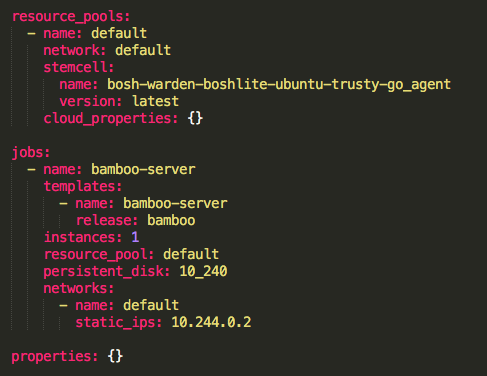 resource_pools:
  - name: default
    network: default
    stemcell:
      name: bosh-warden-boshlite-ubuntu-trusty-go_agent
      version: latest
    cloud_properties: {}

jobs:
  - name: bamboo-server
    templates:
      - name: bamboo-server
        release: bamboo
    instances: 1
    resource_pool: default
    persistent_disk: 10_240
    networks:
      - name: default
        static_ips: 10.244.0.2

properties: {}